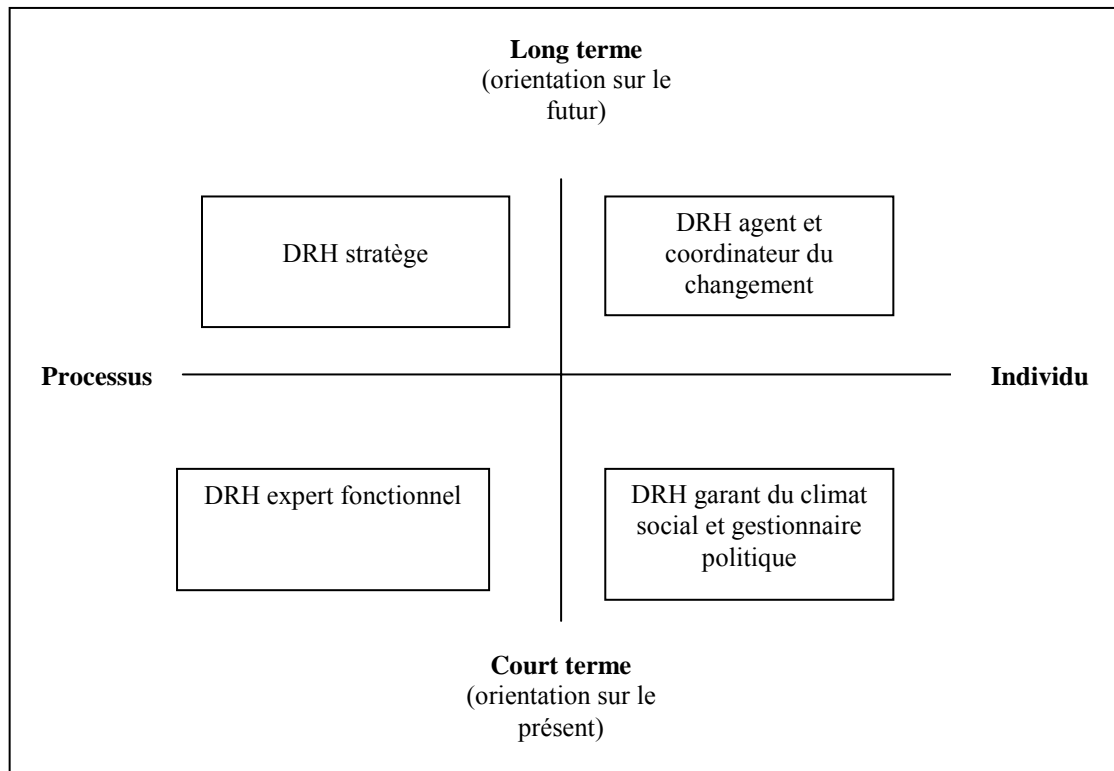 Long terme
(orientation sur le
futur)
DRH stratège
DRH agent et
coordinateur du
changement
Processus
Individu
DRH expert fonctionnel
DRH garant du climat
social et gestionnaire
politique
Court terme
(orientation sur le
présent)